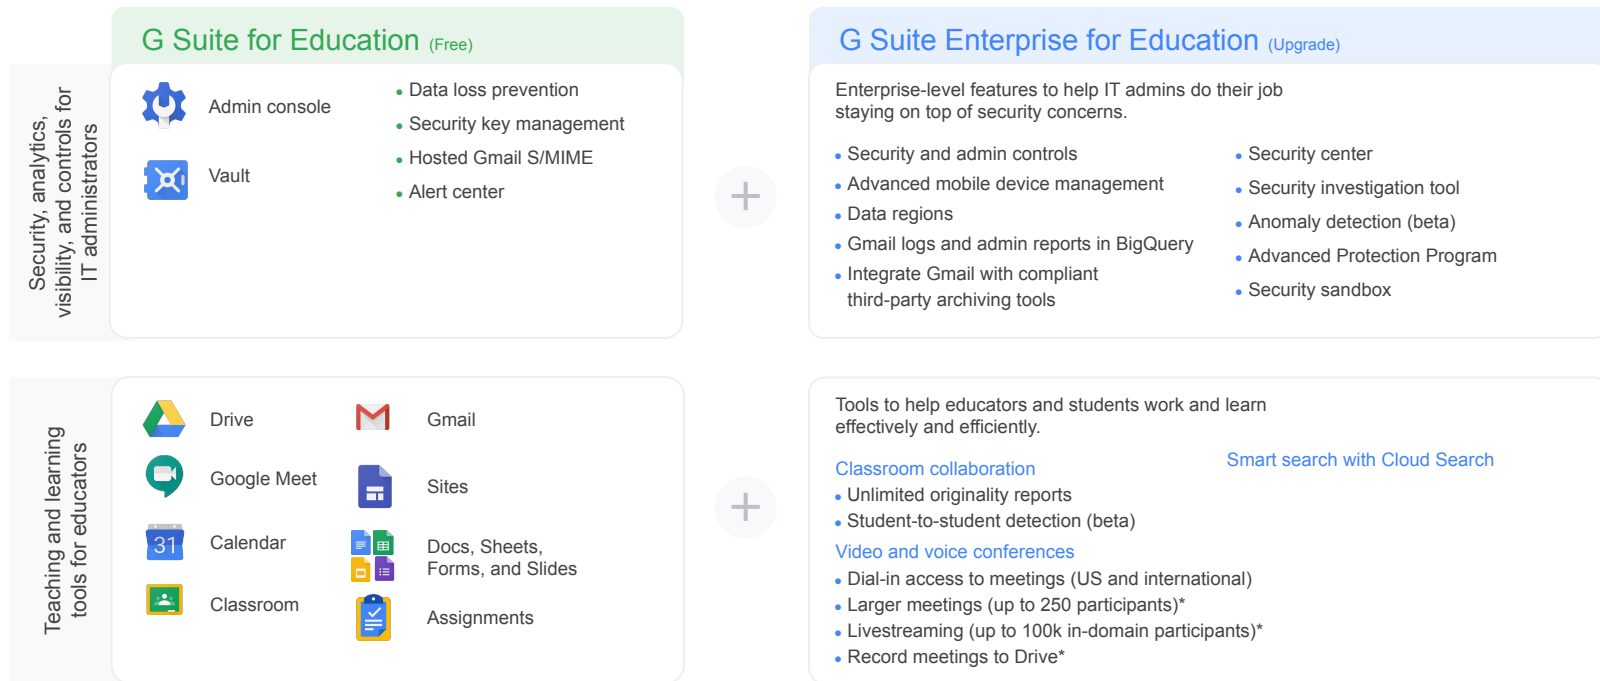 G Suite for Education (Free)
G Suite Enterprise for Education (Upgrade)
Security, analytics,
visibility, and controls for
IT administrators
Admin console
Vault
• Data loss prevention
• Security key management
• Hosted Gmail S/MIME
• Alert center
+
Enterprise-level features to help IT admins do their job
staying on top of security concerns.
• Security and admin controls
• Advanced mobile device management
• Data regions
• Gmail logs and admin reports in BigQuery
• Integrate Gmail with compliant
third-party archiving tools
• Security center
• Security investigation tool
• Anomaly detection (beta)
• Advanced Protection Program
• Security sandbox
Teaching and learning
tools for educators
Drive
Google Meet
31
Calendar
Classroom
Gmail
Sites
Docs, Sheets,
Forms, and Slides
Assignments
+
Tools to help educators and students work and learn
effectively and efficiently.
Classroom collaboration
• Unlimited originality reports
• Student-to-student detection (beta)
Video and voice conferences
• Dial-in access to meetings (US and international)
• Larger meetings (up to 250 participants)*
• Livestreaming (up to 100k in-domain participants)*
• Record meetings to Drive*
Smart search with Cloud Search